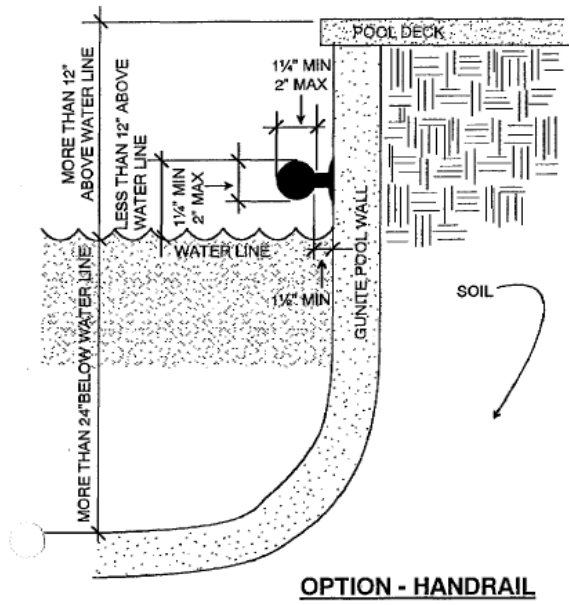 POOL DECK
1¼" MIN
2" MAX
MORE THAN 12"
ABOVE WATER LINE
LESS THAN 12" ABOVE
WATER LINE
1¼" MIN
2" MAX
WATER LINE
1½" MIN
GUNITE POOL WALL
SOIL
MORE THAN 24" BELOW WATER LINE
OPTION - HANDRAIL